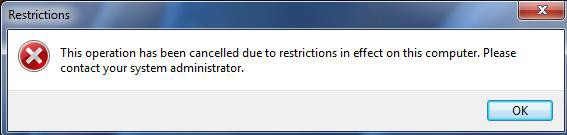 Restrictions
This operation has been cancelled due to restrictions in effect on this computer. Please
contact your system administrator.
OK